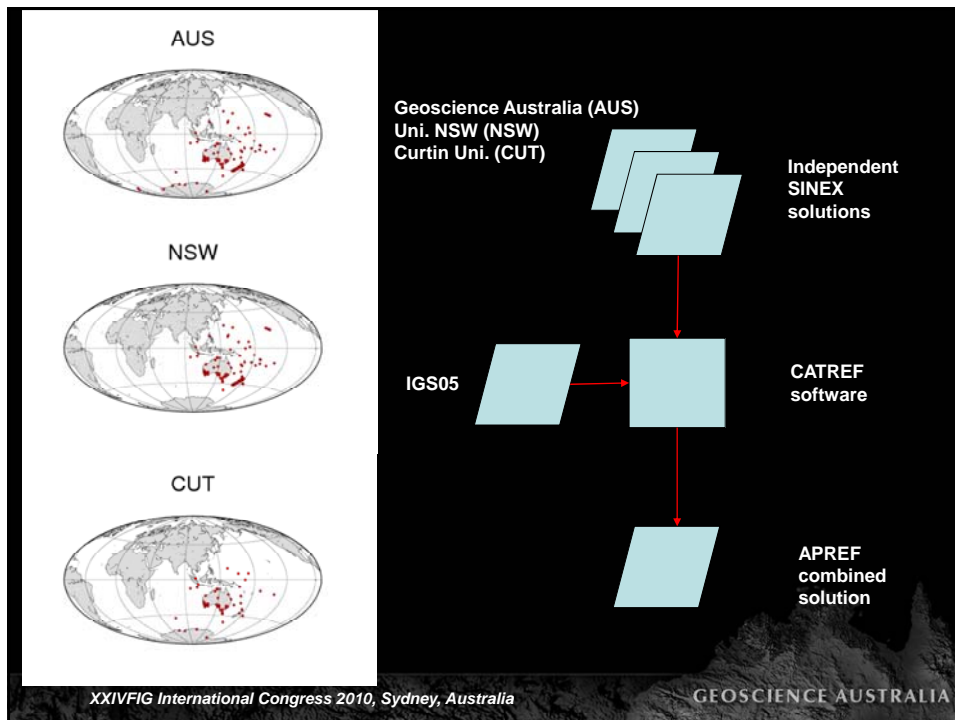 AUS
NSW
CUT
Geoscience Australia (AUS)
Uni. NSW (NSW)
Curtin Uni. (CUT)
Independent
SINEX
solutions
IGS05
CATREF
software
APREF
combined
solution
XXIVFIG International Congress 2010, Sydney, Australia
GEOSCIENCE AUSTRALIA